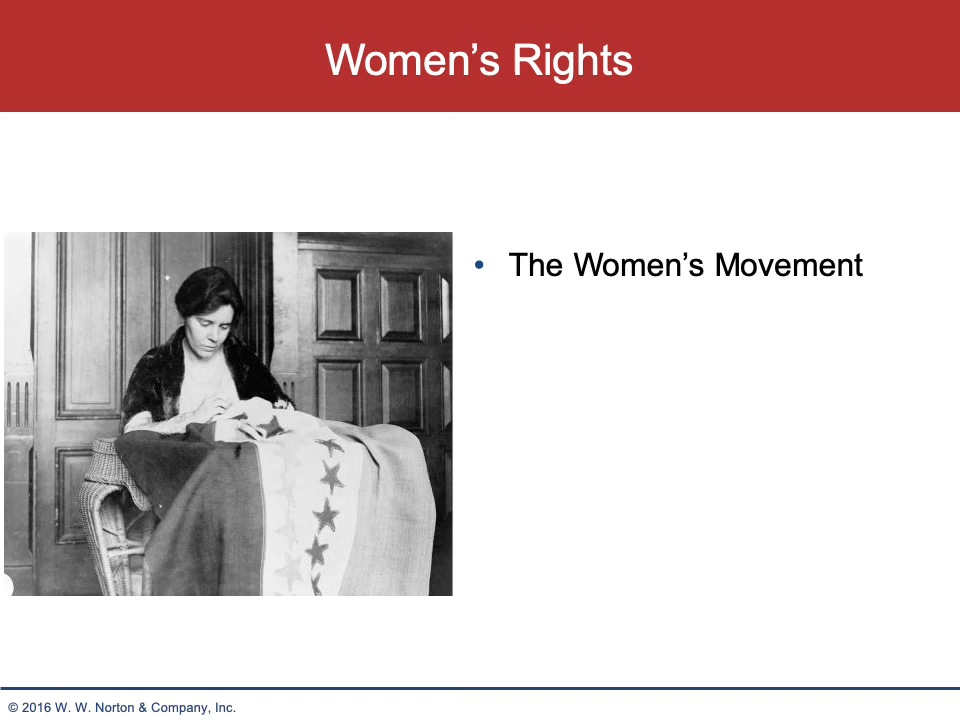 Women’s Rights
• The Women’s Movement
© 2016 W. W. Norton & Company, Inc.